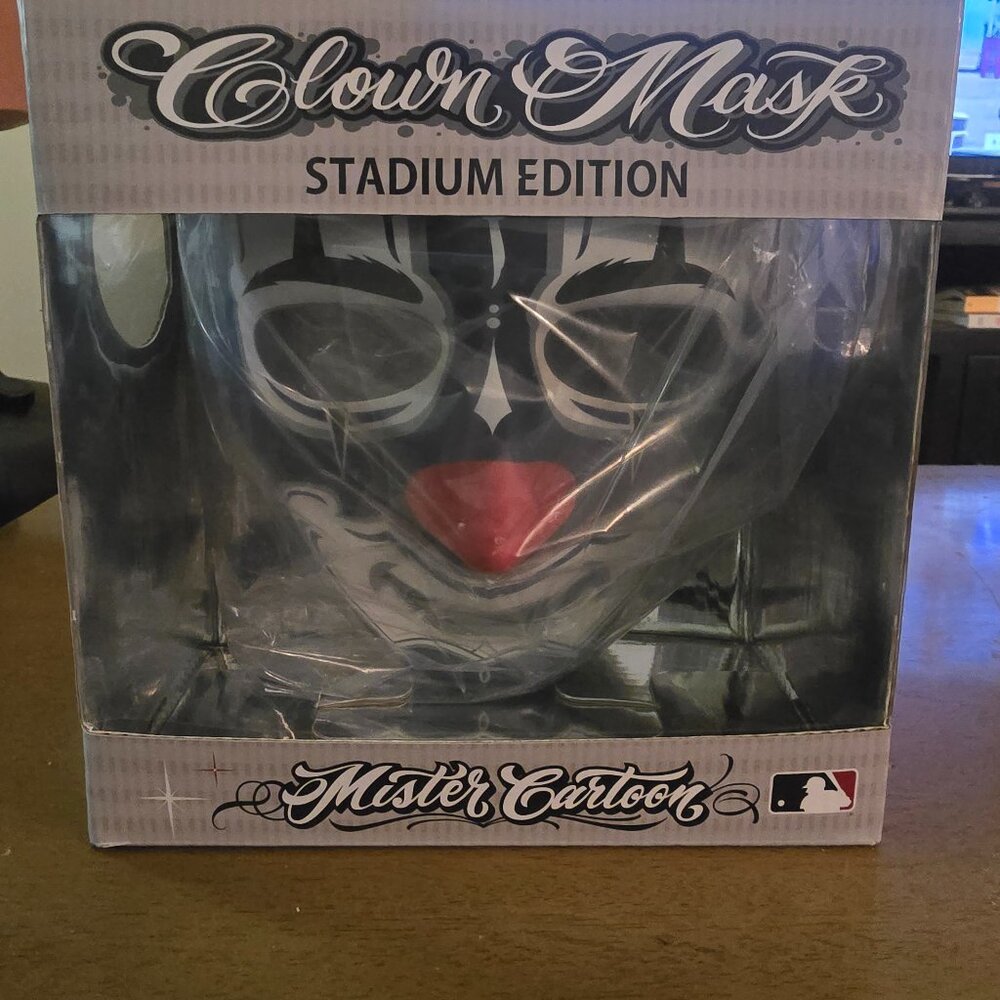 Clown Mask
STADIUM EDITION
Mister Cartoon